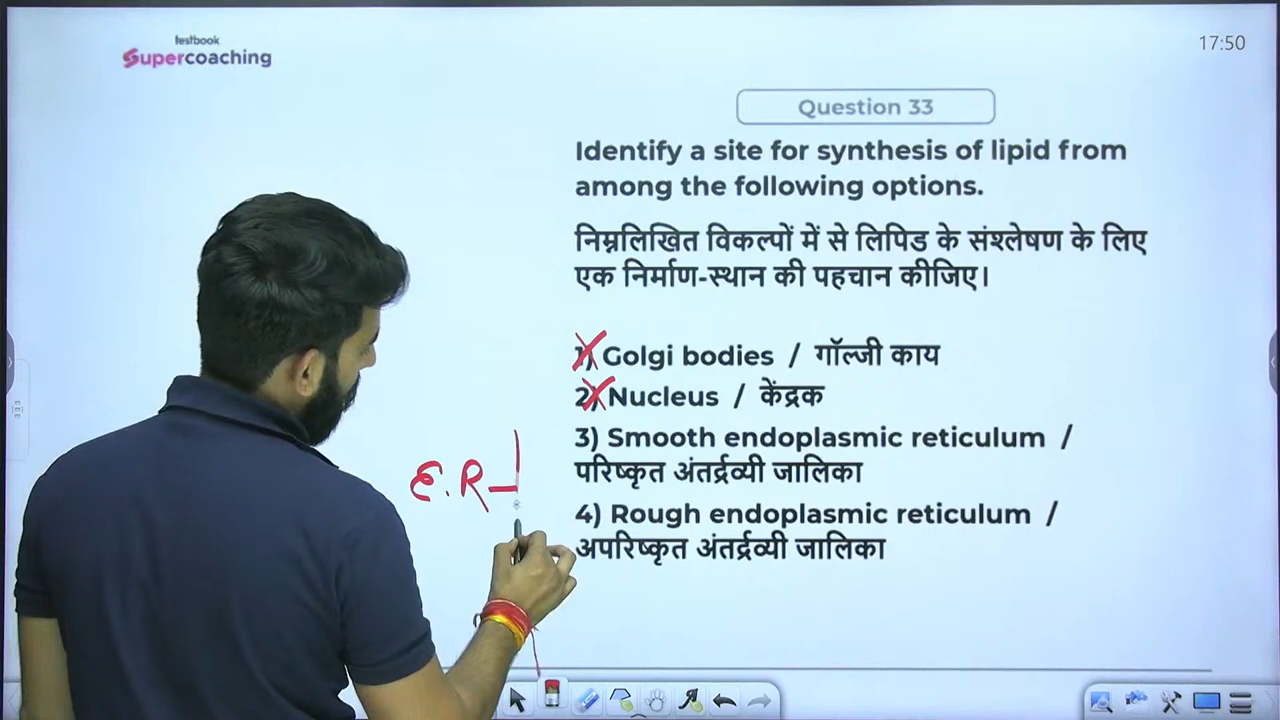 testbook
Supercoaching
17:50
Question 33
Identify a site for synthesis of lipid from
among the following options.
निम्नलिखित विकल्पों में से लिपिड के संश्लेषण के लिए
एक निर्माण-स्थान की पहचान कीजिए।
1) Golgi bodies / गॉल्जी काय
2) Nucleus / केंद्रक
3) Smooth endoplasmic reticulum /
परिष्कृत अंतर्द्रव्यी जालिका
4) Rough endoplasmic reticulum /
अपरिष्कृत अंतर्द्रव्यी जालिका
E.R